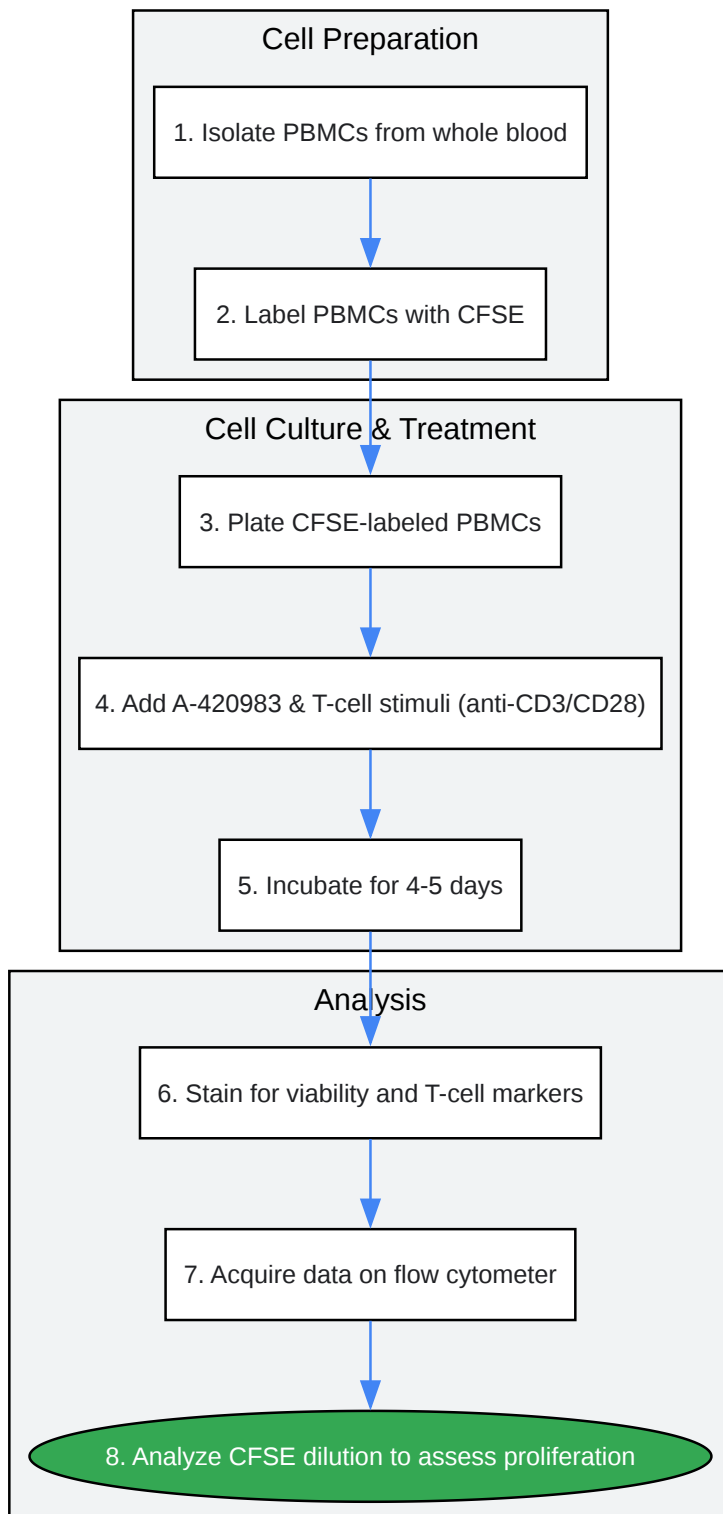 Cell Preparation
1. Isolate PBMCs from whole blood
2. Label PBMCs with CFSE
Cell Culture & Treatment
3. Plate CFSE-labeled PBMCs
4. Add A-420983 & T-cell stimuli (anti-CD3/CD28)
5. Incubate for 4-5 days
Analysis
6. Stain for viability and T-cell markers
7. Acquire data on flow cytometer
8. Analyze CFSE dilution to assess proliferation